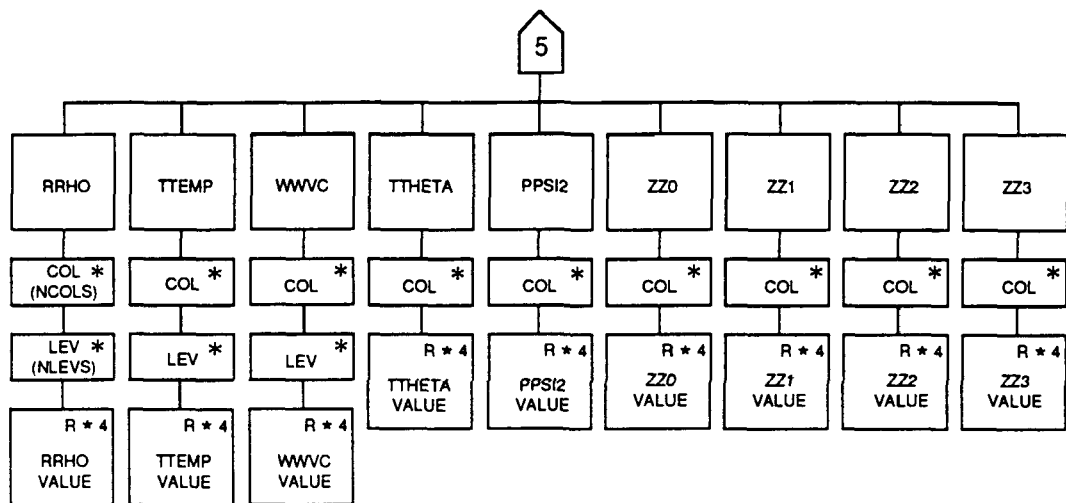 5
RRHO
TTEMP
WWVC
TTHETA
PPSI2
ZZ0
ZZ1
ZZ2
ZZ3
COL *
(NCOLS)
COL *
COL *
COL *
COL *
COL *
COL *
COL *
COL *
LEV *
(NLEVS)
LEV *
LEV *
R * 4
TTHETA
VALUE
R * 4
PPSI2
VALUE
R * 4
ZZ0
VALUE
R * 4
ZZ1
VALUE
R * 4
ZZ2
VALUE
R * 4
ZZ3
VALUE
R * 4
RRHO
VALUE
R * 4
TTEMP
VALUE
R * 4
WWVC
VALUE